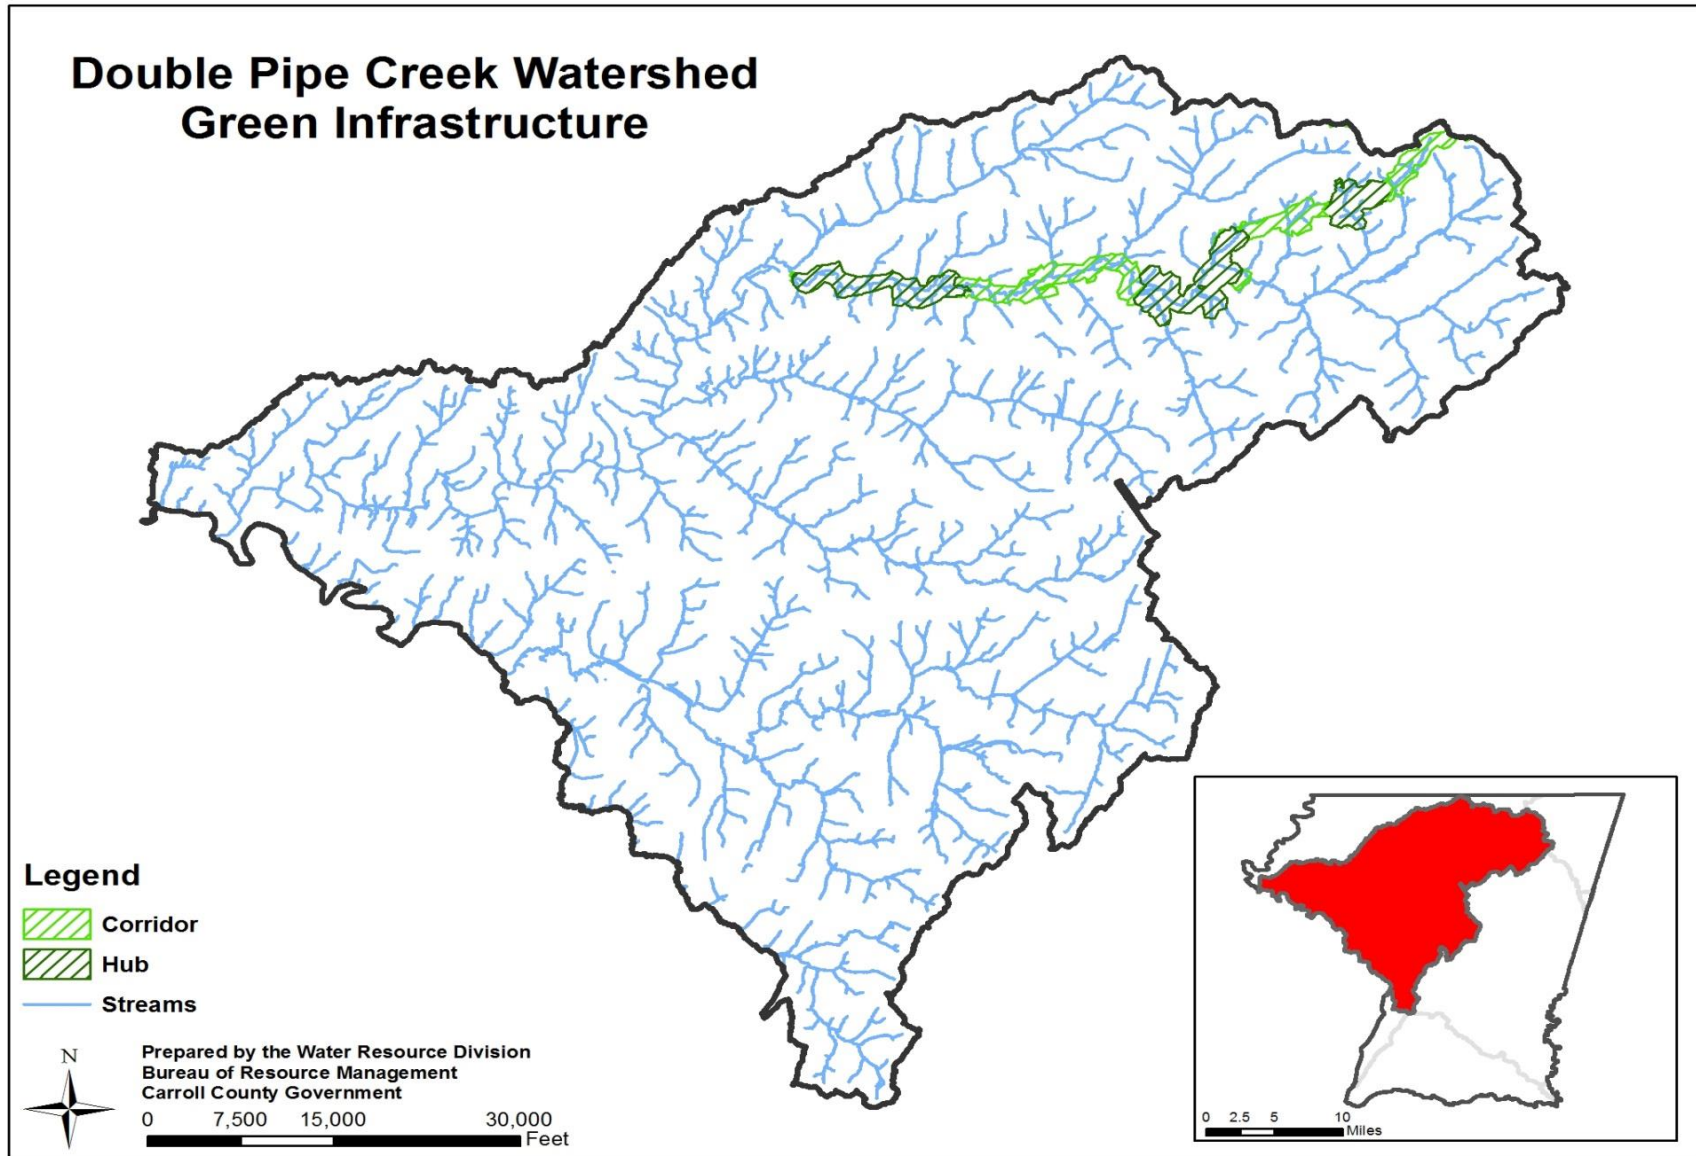 Double Pipe Creek Watershed
Green Infrastructure
Legend
Corridor
Hub
Streams
N
Prepared by the Water Resource Division
Bureau of Resource Management
Carroll County Government
0 7,500 15,000 30,000
Feet
0 2.5 5 10
Miles